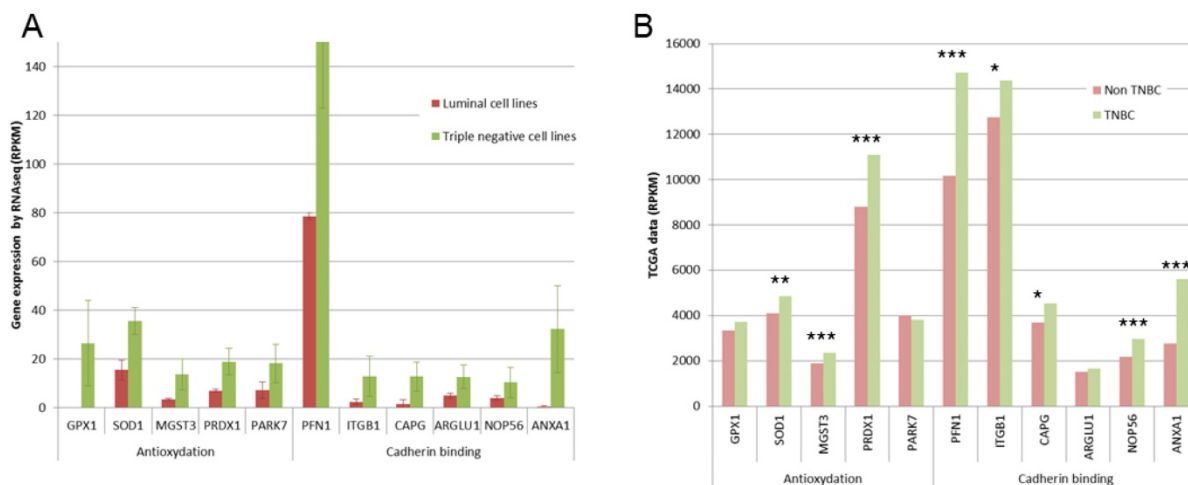 A
Gene expression by RNAseq (RPKM)
140
120
100
80
60
40
20
0
Luminal cell lines
Triple negative cell lines
GPX1 SOD1 MGST3 PRDX1 PARK7 PFN1 ITGB1 CAPG ARGLU1 NOP56 ANXA1
Antioxydation Cadherin binding
B
TCGA data (RPKM)
16000
14000
12000
10000
8000
6000
4000
2000
0
Non TNBC
TNBC
** *** *** *** * * *** ***
GPX1 SOD1 MGST3 PRDX1 PARK7 PFN1 ITGB1 CAPG ARGLU1 NOP56 ANXA1
Antioxydation Cadherin binding